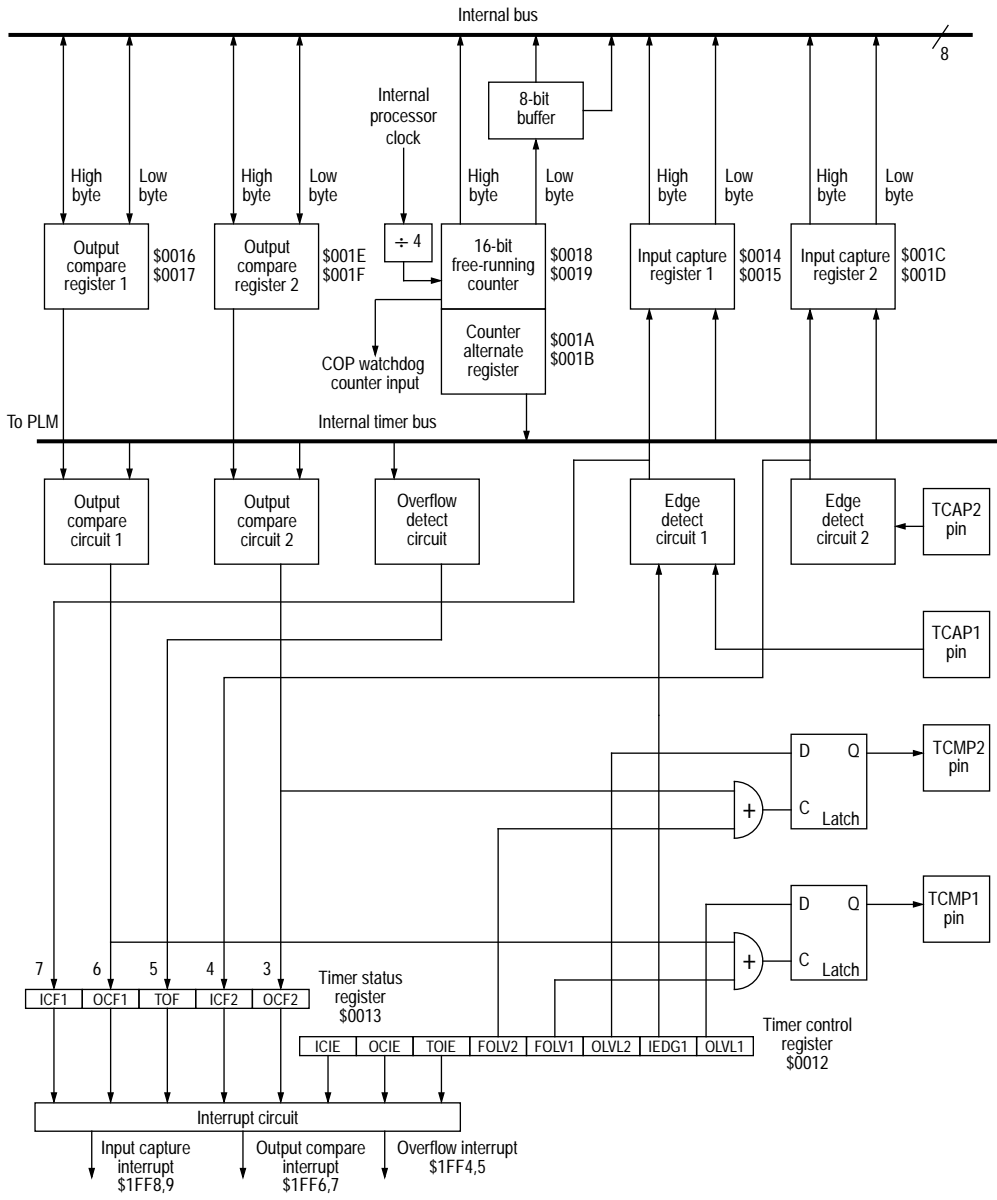 Internal bus
8
Internal
processor
clock
8-bit
buffer
High
byte
Low
byte
High
byte
Low
byte
High
byte
Low
byte
High
byte
Low
byte
High
byte
Low
byte
Output
compare
register 1
$0016
$0017
Output
compare
register 2
$001E
$001F
÷ 4
16-bit
free-running
counter
$0018
$0019
Input capture
register 1
$0014
$0015
Input capture
register 2
$001C
$001D
Counter
alternate
register
$001A
$001B
COP watchdog
counter input
To PLM
Internal timer bus
Output
compare
circuit 1
Output
compare
circuit 2
Overflow
detect
circuit
Edge
detect
circuit 1
Edge
detect
circuit 2
TCAP2
pin
TCAP1
pin
D Q
C
Latch
+
TCMP2
pin
D Q
C
Latch
+
TCMP1
pin
7 6 5 4 3
ICF1 OCF1 TOF ICF2 OCF2
Timer status
register
$0013
ICIE OCIE TOIE FOLV2 FOLV1 OLVL2 IEDG1 OLVL1
Timer control
register
$0012
Interrupt circuit
Input capture
interrupt
$1FF8,9
Output compare
interrupt
$1FF6,7
Overflow interrupt
$1FF4,5